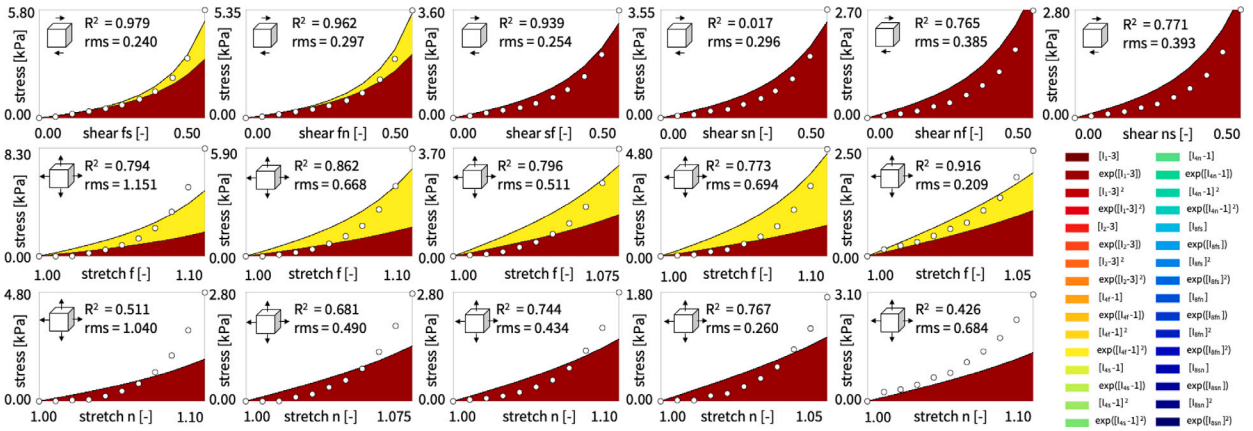 5.80
stress [kPa]
0.00
R² = 0.979
rms = 0.240
0.00 shear fs [-] 0.50
5.35
stress [kPa]
0.00
R² = 0.962
rms = 0.297
0.00 shear fn [-] 0.50
3.60
stress [kPa]
0.00
R² = 0.939
rms = 0.254
0.00 shear sf [-] 0.50
3.55
stress [kPa]
0.00
R² = 0.017
rms = 0.296
0.00 shear sn [-] 0.50
2.70
stress [kPa]
0.00
R² = 0.765
rms = 0.385
0.00 shear nf [-] 0.50
2.80
stress [kPa]
0.00
R² = 0.771
rms = 0.393
0.00 shear ns [-] 0.50
8.30
stress [kPa]
0.00
R² = 0.794
rms = 1.151
1.00 stretch f [-] 1.10
5.90
stress [kPa]
0.00
R² = 0.862
rms = 0.668
1.00 stretch f [-] 1.10
3.70
stress [kPa]
0.00
R² = 0.796
rms = 0.511
1.00 stretch f [-] 1.075
4.80
stress [kPa]
0.00
R² = 0.773
rms = 0.694
1.00 stretch f [-] 1.10
2.50
stress [kPa]
0.00
R² = 0.916
rms = 0.209
1.00 stretch f [-] 1.05
4.80
stress [kPa]
0.00
R² = 0.511
rms = 1.040
1.00 stretch n [-] 1.10
2.80
stress [kPa]
0.00
R² = 0.681
rms = 0.490
1.00 stretch n [-] 1.075
2.80
stress [kPa]
0.00
R² = 0.744
rms = 0.434
1.00 stretch n [-] 1.10
1.80
stress [kPa]
0.00
R² = 0.767
rms = 0.260
1.00 stretch n [-] 1.05
3.10
stress [kPa]
0.00
R² = 0.426
rms = 0.684
1.00 stretch n [-] 1.10
[I₁-3]
exp([I₁-3])
[I₁-3]²
exp([I₁-3]²)
[I₂-3]
exp([I₂-3])
[I₂-3]²
exp([I₂-3]²)
[I₄f-1]
exp([I₄f-1])
[I₄f-1]²
exp([I₄f-1]²)
[I₄s-1]
exp([I₄s-1])
[I₄s-1]²
exp([I₄s-1]²)
[I₄n-1]
exp([I₄n-1])
[I₄n-1]²
exp([I₄n-1]²)
[I₈fs]
exp([I₈fs])
[I₈fs]²
exp([I₈fs]²)
[I₈fn]
exp([I₈fn])
[I₈fn]²
exp([I₈fn]²)
[I₈sn]
exp([I₈sn])
[I₈sn]²
exp([I₈sn]²)